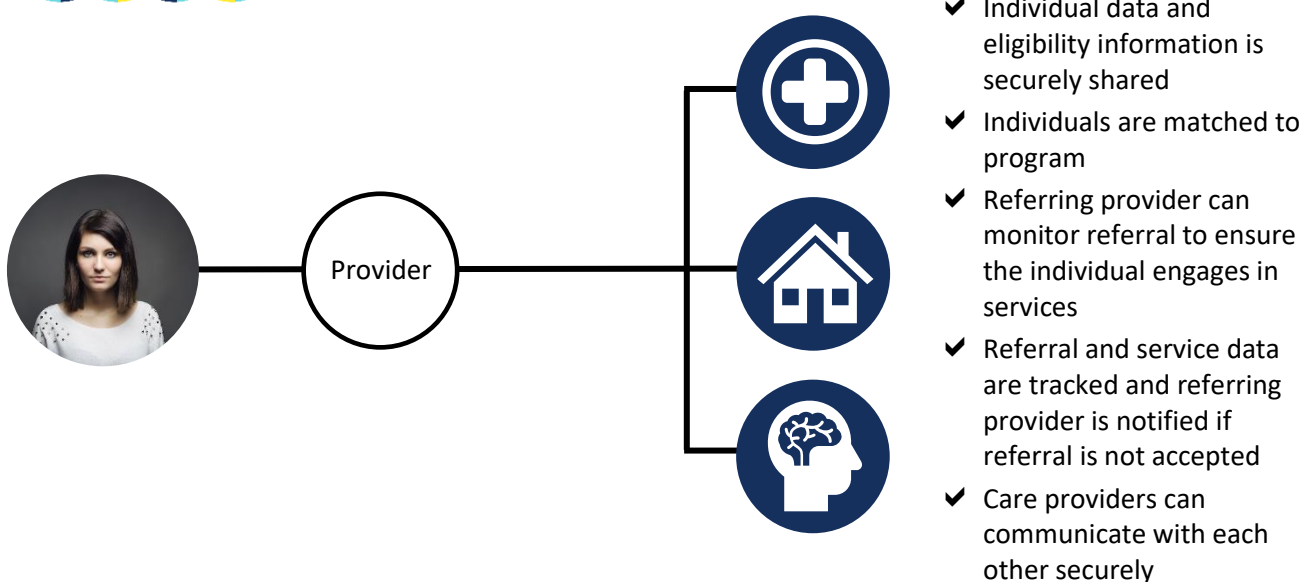 Provider
✔ Individual data and
eligibility information is
securely shared
✔ Individuals are matched to
program
✔ Referring provider can
monitor referral to ensure
the individual engages in
services
✔ Referral and service data
are tracked and referring
provider is notified if
referral is not accepted
✔ Care providers can
communicate with each
other securely